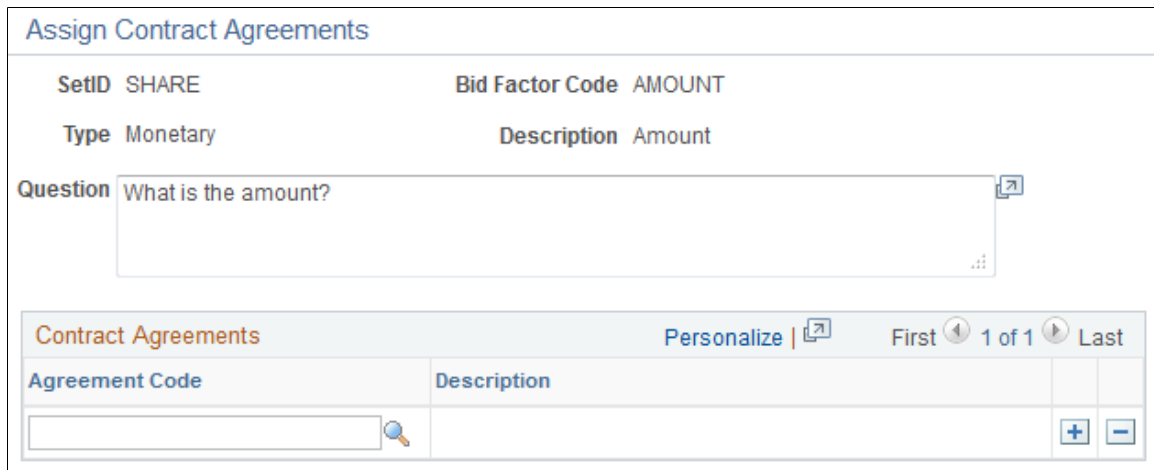 Assign Contract Agreements
SetID SHARE Bid Factor Code AMOUNT
Type Monetary Description Amount
Question What is the amount?
Contract Agreements Personalize | First 1 of 1 Last
Agreement Code Description